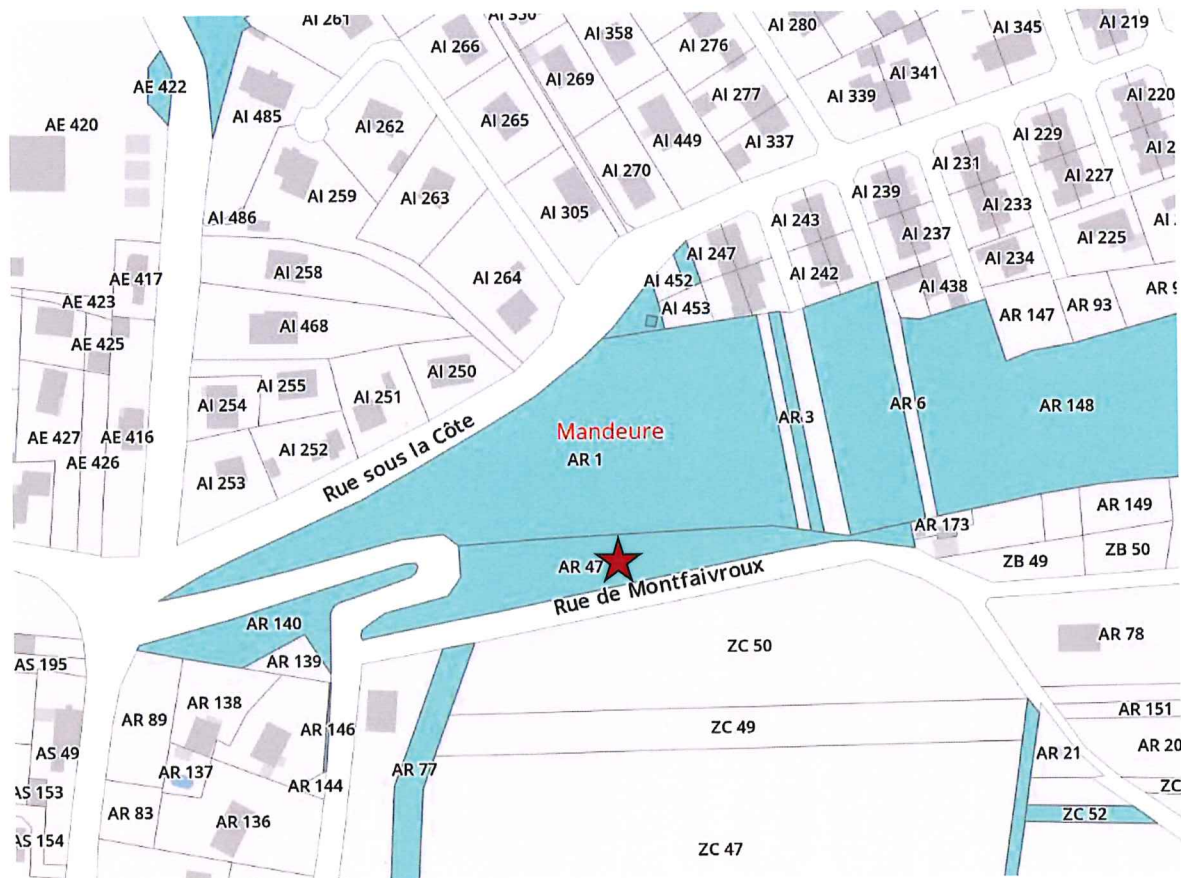 AI 261
AI 350
AI 266
AI 358
AI 276
AI 280
AI 345
AI 219
AE 422
AI 269
AI 341
AI 339
AI 277
AI 220
AE 420
AI 485
AI 262
AI 265
AI 449
AI 337
AI 229
AI 2
AI 231
AI 270
AI 227
AI 259
AI 263
AI 239
AI 233
AI 486
AI 305
AI 243
AI 237
AI 225
AI
AI 247
AI 234
AI 258
AI 264
AI 452
AI 242
AI 438
AE 417
AE 423
AI 453
AR 147
AR 93
AR 9
AI 468
AE 425
AI 250
AI 255
AI 251
AI 254
AR 3
AR 6
AR 148
AE 427
AE 416
AI 252
Mandeure
AE 426
AI 253
Rue sous la Côte
AR 1
AR 149
AR 173
ZB 49
ZB 50
AR 47
Rue de Montfaivroux
AR 140
AR 78
AS 195
AR 139
ZC 50
AR 138
AR 89
AR 146
ZC 49
AR 151
AS 49
AR 21
AR 20
AR 137
AR 77
AR 144
AS 153
ZC
AR 83
AR 136
ZC 52
AS 154
ZC 47